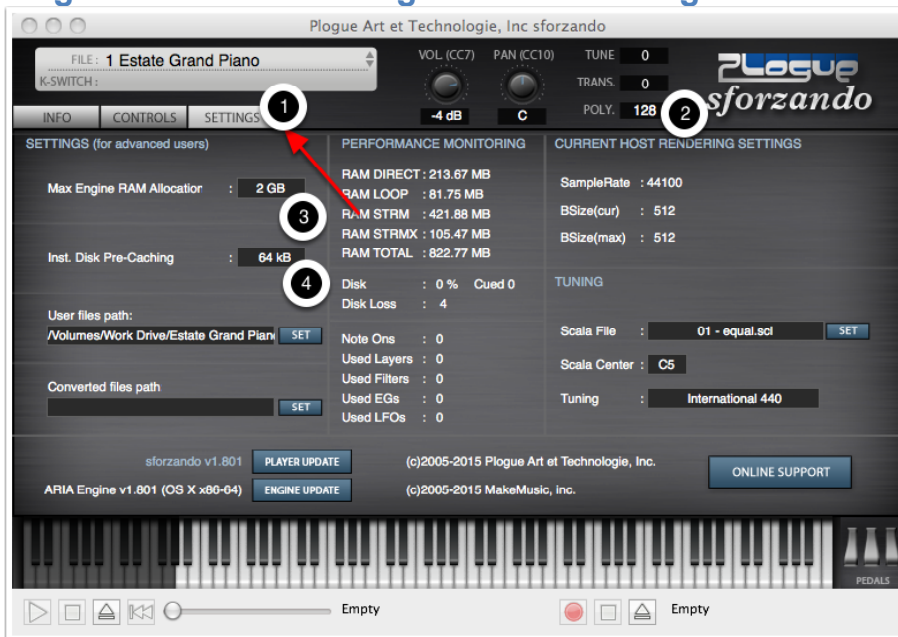 Plogue Art et Technologie, Inc sforzando
FILE: 1 Estate Grand Piano
K-SWITCH :
VOL. (CC7) PAN (CC10)
-4 dB C
TUNE 0
TRANS. 0
POLY. 128
PLOGUE
sforzando
1
2
INFO CONTROLS SETTINGS
SETTINGS (for advanced users)
Max Engine RAM Allocation : 2 GB
3
Inst. Disk Pre-Caching : 64 kB
4
User files path:
/Volumes/Work Drive/Estate Grand Pian SET
Converted files path
SET
PERFORMANCE MONITORING
RAM DIRECT : 213.67 MB
RAM LOOP : 81.75 MB
RAM STRM : 421.88 MB
RAM STRMX : 105.47 MB
RAM TOTAL : 822.77 MB
Disk : 0 % Cued 0
Disk Loss : 4
Note Ons : 0
Used Layers : 0
Used Filters : 0
Used EGs : 0
Used LFOs : 0
CURRENT HOST RENDERING SETTINGS
SampleRate : 44100
BSize(cur) : 512
BSize(max) : 512
TUNING
Scala File : 01 - equal.scl SET
Scala Center : C5
Tuning : International 440
sforzando v1.801 PLAYER UPDATE (c)2005-2015 Plogue Art et Technologie, Inc.
ARIA Engine v1.801 (OS X x86-64) ENGINE UPDATE (c)2005-2015 MakeMusic, inc.
ONLINE SUPPORT
PEDALS
Empty
Empty